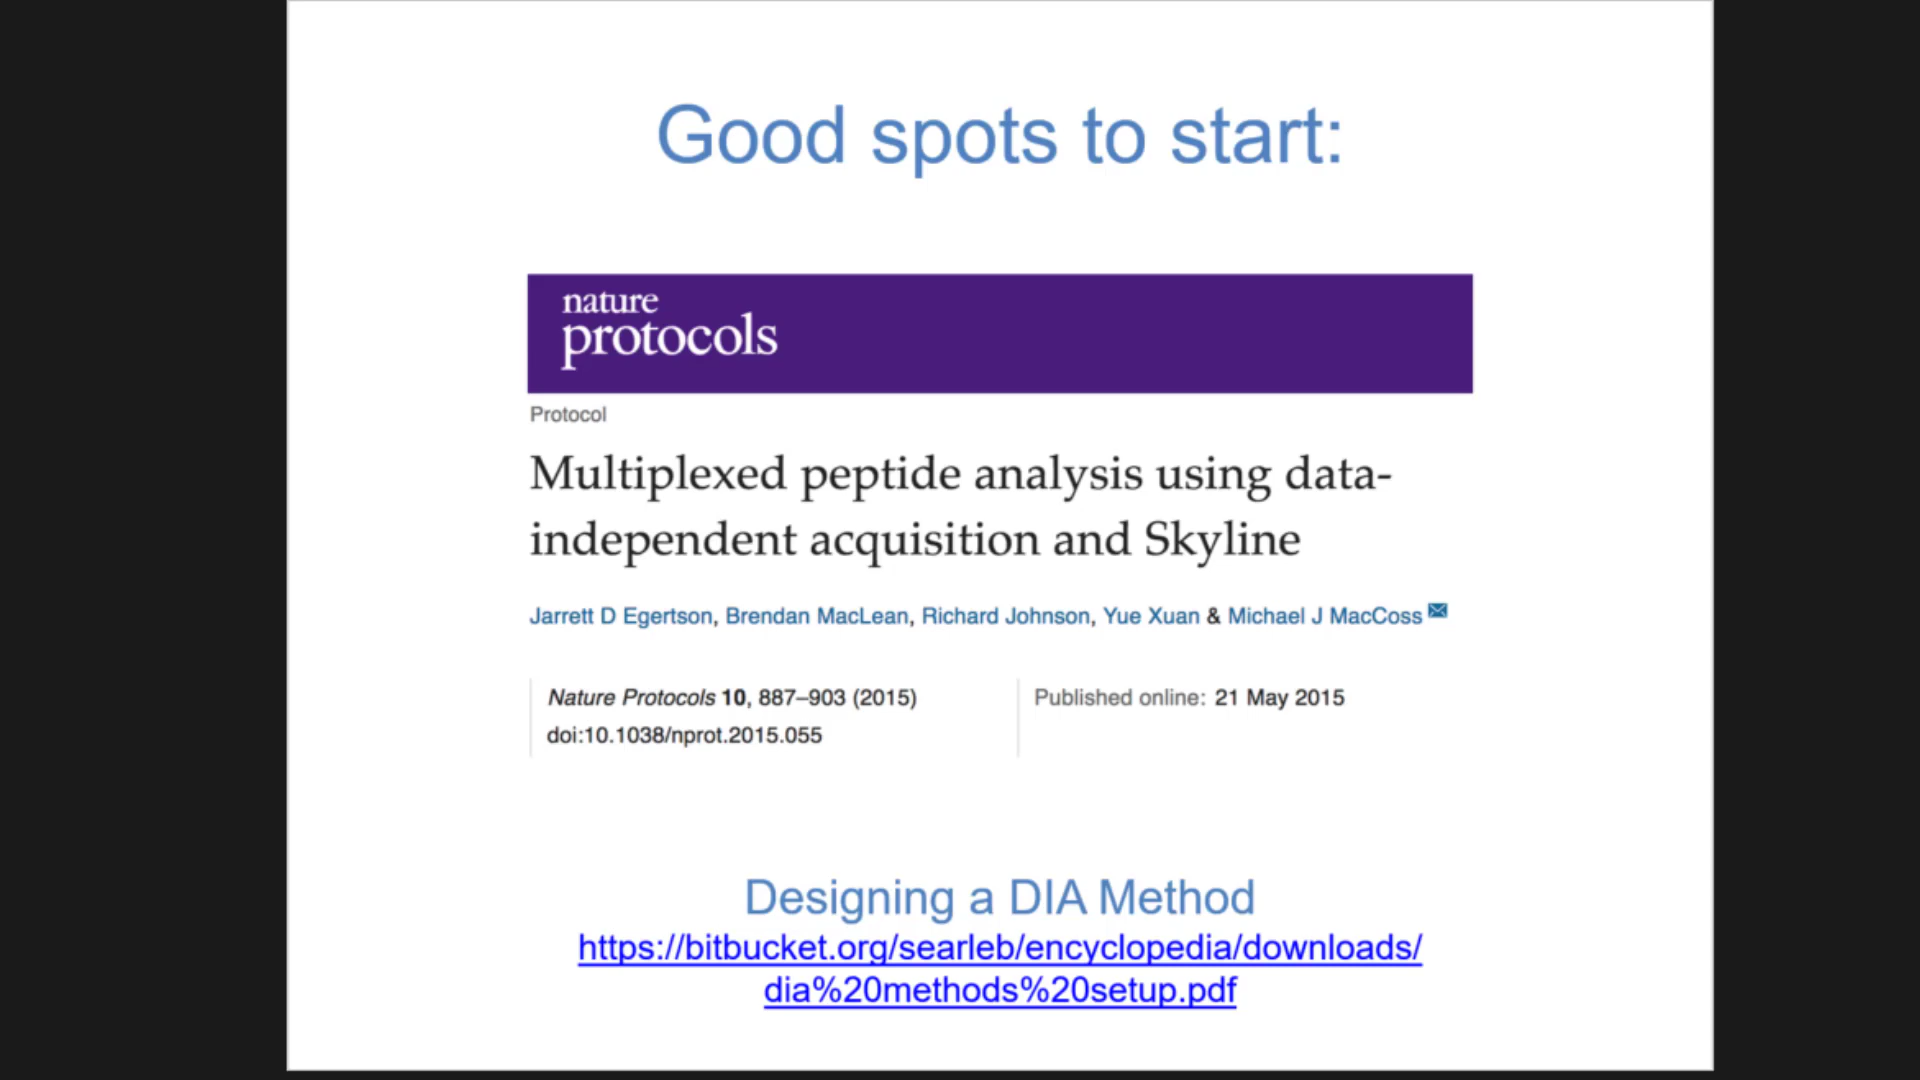 Good spots to start:
nature
protocols
Protocol
Multiplexed peptide analysis using data-
independent acquisition and Skyline
Jarrett D Egertson, Brendan MacLean, Richard Johnson, Yue Xuan & Michael J MacCoss
Nature Protocols 10, 887–903 (2015)
doi:10.1038/nprot.2015.055
Published online: 21 May 2015
Designing a DIA Method
https://bitbucket.org/searleb/encyclopedia/downloads/
dia%20methods%20setup.pdf